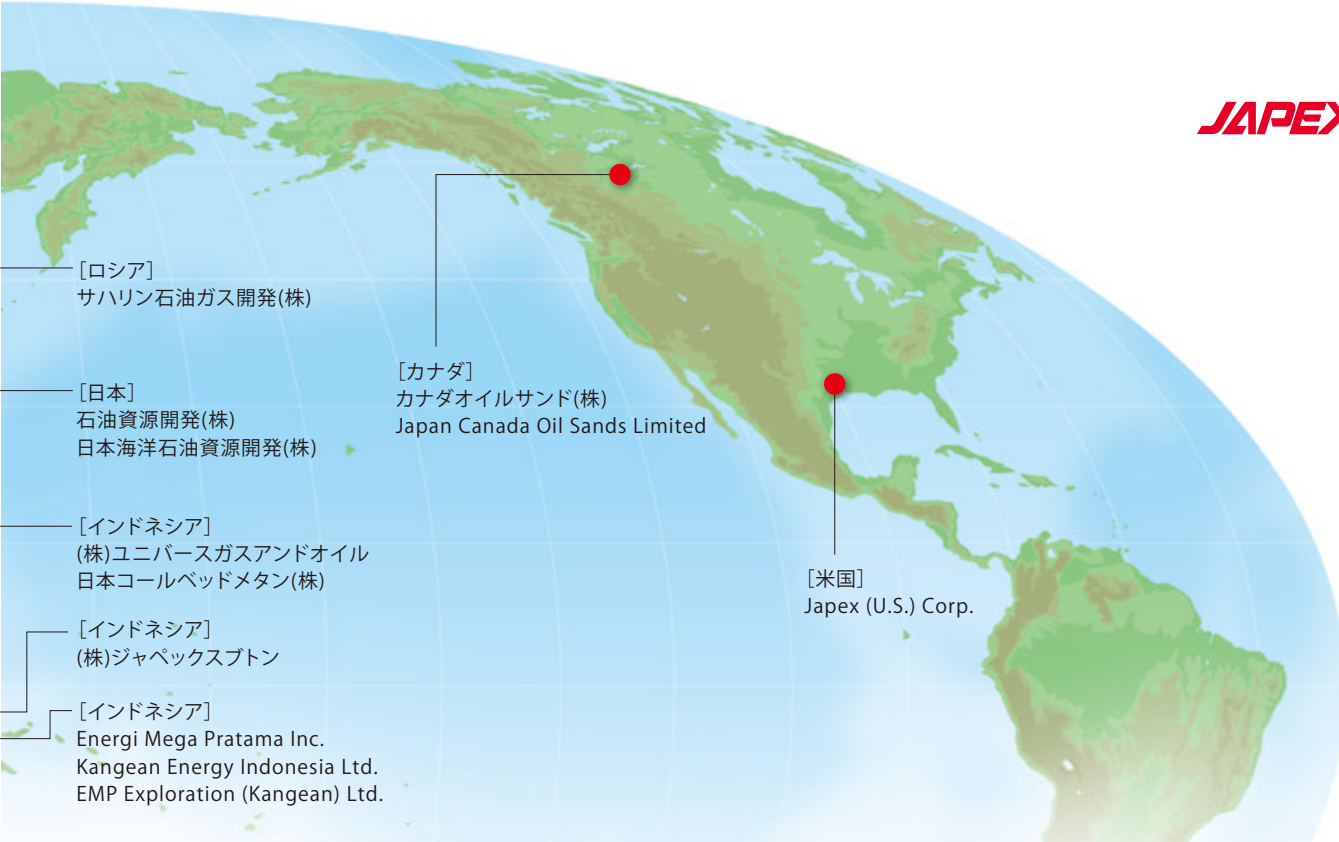 JAPEX
[ロシア]
サハリン石油ガス開発(株)
[日本]
石油資源開発(株)
日本海洋石油資源開発(株)
[インドネシア]
(株)ユニバースガスアンドオイル
日本コールベッドメタン(株)
[インドネシア]
(株)ジャペックスブトン
[インドネシア]
Energi Mega Pratama Inc.
Kangean Energy Indonesia Ltd.
EMP Exploration (Kangean) Ltd.
[カナダ]
カナダオイルサンド(株)
Japan Canada Oil Sands Limited
[米国]
Japex (U.S.) Corp.